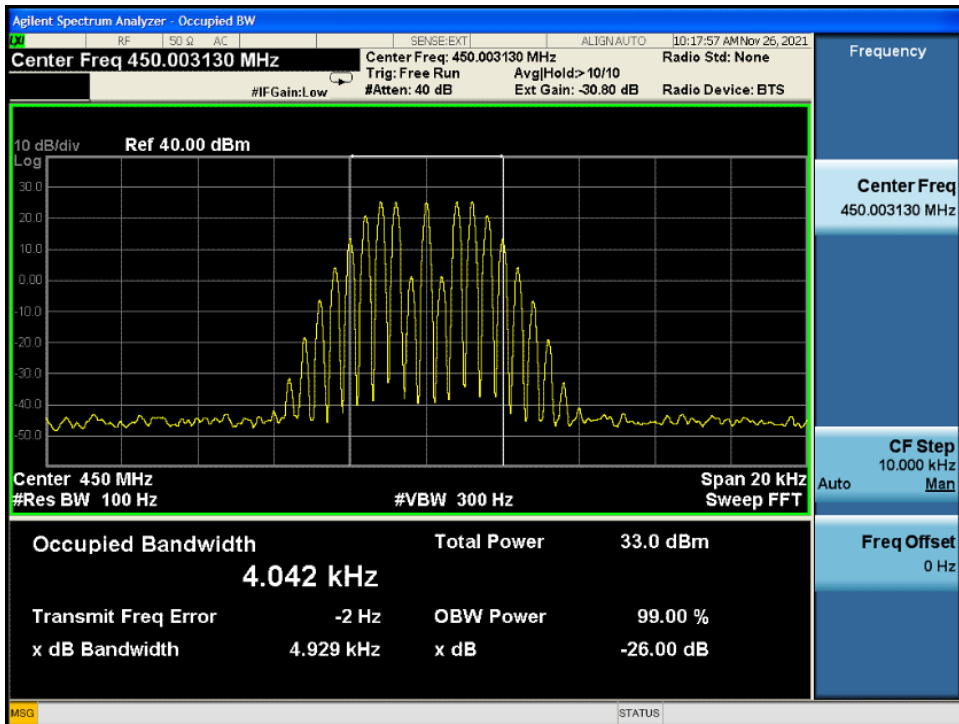 Agilent Spectrum Analyzer - Occupied BW
LXI RF 50 Ω AC SENSE:EXT ALIGN AUTO 10:17:57 AM Nov 26, 2021
Center Freq 450.003130 MHz
Center Freq: 450.003130 MHz Radio Std: None
Trig: Free Run Avg|Hold:>10/10
#IFGain:Low #Atten: 40 dB Ext Gain: -30.80 dB Radio Device: BTS
10 dB/div Ref 40.00 dBm
Log
30.0
20.0
10.0
0.00
-10.0
-20.0
-30.0
-40.0
-50.0
Center 450 MHz Span 20 kHz
#Res BW 100 Hz #VBW 300 Hz Sweep FFT
Occupied Bandwidth Total Power 33.0 dBm
4.042 kHz
Transmit Freq Error -2 Hz OBW Power 99.00 %
x dB Bandwidth 4.929 kHz x dB -26.00 dB
Frequency
Center Freq
450.003130 MHz
CF Step
10.000 kHz
Auto Man
Freq Offset
0 Hz
MSG STATUS